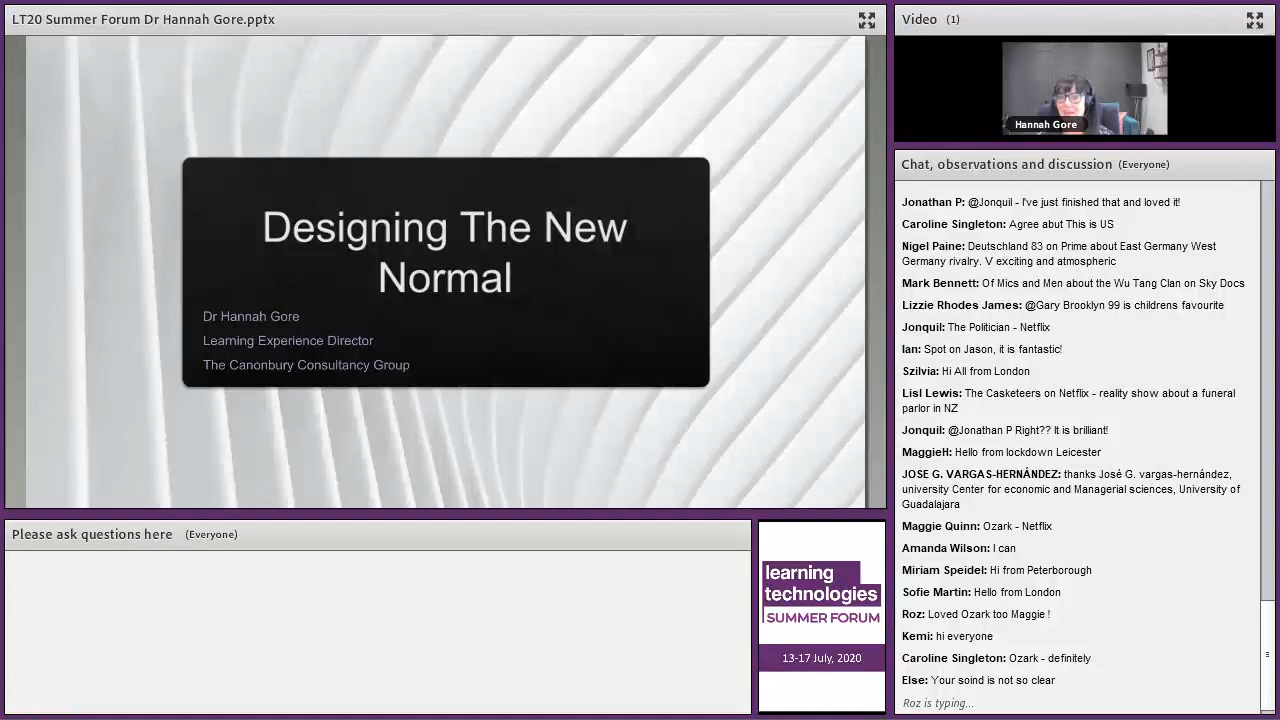 LT20 Summer Forum Dr Hannah Gore.pptx
Designing The New
Normal
Dr Hannah Gore
Learning Experience Director
The Canonbury Consultancy Group
Please ask questions here (Everyone)
learning
technologies
SUMMER FORUM
13-17 July, 2020
Video (1)
Hannah Gore
Chat, observations and discussion (Everyone)
Jonathan P: @Jonquil - I've just finished that and loved it!
Caroline Singleton: Agree abut This is US
Nigel Paine: Deutschland 83 on Prime about East Germany West
Germany rivalry. V exciting and atmospheric
Mark Bennett: Of Mics and Men about the Wu Tang Clan on Sky Docs
Lizzie Rhodes James: @Gary Brooklyn 99 is childrens favourite
Jonquil: The Politician - Netflix
Ian: Spot on Jason, it is fantastic!
Szilvia: Hi All from London
Lisl Lewis: The Casketeers on Netflix - reality show about a funeral
parlor in NZ
Jonquil: @Jonathan P Right?? It is brilliant!
MaggieH: Hello from lockdown Leicester
JOSE G. VARGAS-HERNÁNDEZ: thanks José G. vargas-hernández,
university Center for economic and Managerial sciences, University of
Guadalajara
Maggie Quinn: Ozark - Netflix
Amanda Wilson: I can
Miriam Speidel: Hi from Peterborough
Sofie Martin: Hello from London
Roz: Loved Ozark too Maggie !
Kemi: hi everyone
Caroline Singleton: Ozark - definitely
Else: Your soind is not so clear
Roz is typing...